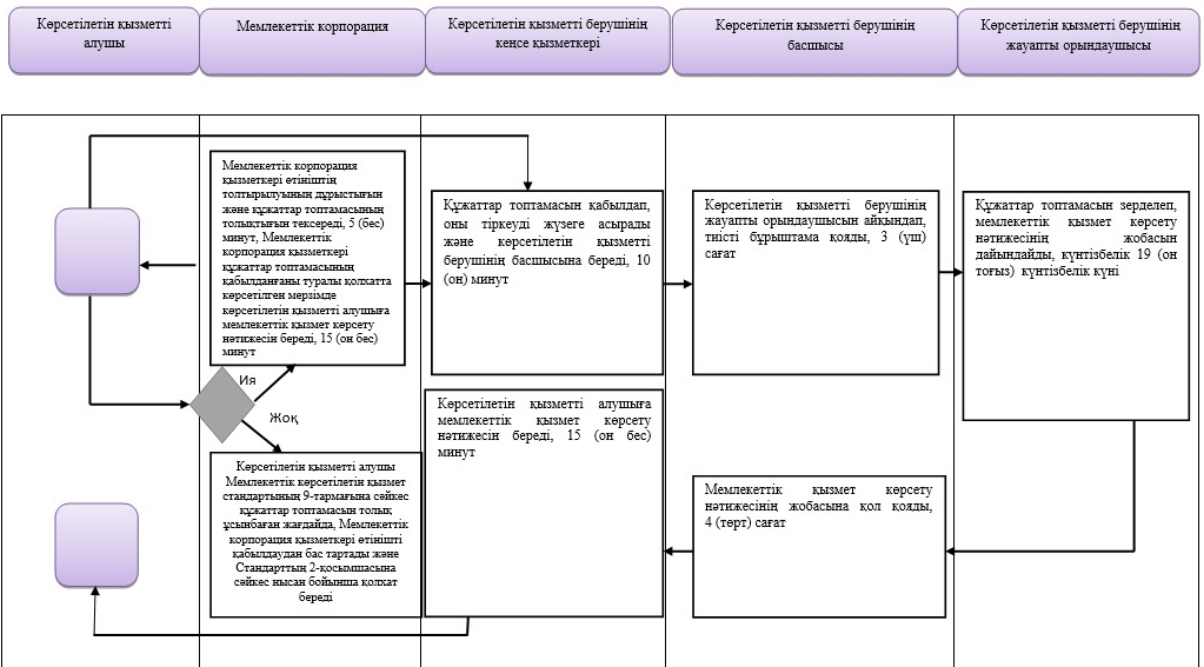 Көрсетілетін қызметті
алушы
Мемлекеттік корпорация
Көрсетілетін қызметті берушінің
кеңсе қызметкері
Көрсетілетін қызметті берушінің
басшысы
Көрсетілетін қызметті берушінің
жауапты орындаушысы
Мемлекеттік корпорация
қызметкері өтініштің
толтырылуының дұрыстығын
және құжаттар топтамасының
толықтығын тексереді, 5 (бес)
минут, Мемлекеттік
корпорация қызметкері
құжаттар топтамасының
қабылданғаны туралы қолхатта
көрсетілген мерзімде
көрсетілетін қызметті алушыға
мемлекеттік қызмет көрсету
нәтижесін береді, 15 (он бес)
минут
Құжаттар топтамасын қабылдап,
оны тіркеуді жүзеге асырады
және көрсетілетін қызметті
берушінің басшысына береді, 10
(он) минут
Көрсетілетін қызметті берушінің
жауапты орындаушысын айқындап,
тиісті бұрыштама қояды, 3 (үш)
сағат
Құжаттар топтамасын зерделеп,
мемлекеттік қызмет көрсету
нәтижесінің жобасын
дайындайды, күнтізбелік 19 (он
тоғыз) күнтізбелік күні
Ия
Жоқ
Көрсетілетін қызметті алушы
Мемлекеттік көрсетілетін қызмет
стандартының 9-тармағына сәйкес
құжаттар топтамасын толық
ұсынбаған жағдайда, Мемлекеттік
корпорация қызметкері өтінішті
қабылдаудан бас тартады және
Стандарттың 2-қосымшасына
сәйкес нысан бойынша қолхат
береді
Көрсетілетін қызметті алушыға
мемлекеттік қызмет көрсету
нәтижесін береді, 15 (он бес)
минут
Мемлекеттік қызмет көрсету
нәтижесінің жобасына қол қояды,
4 (төрт) сағат